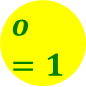 o
= 1